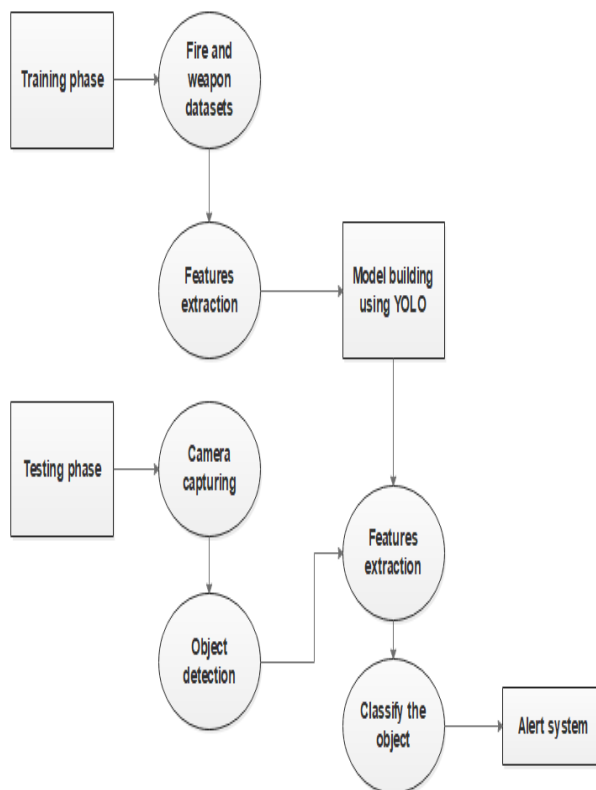 Training phase
Fire and
weapon
datasets
Features
extraction
Model building
using YOLO
Testing phase
Camera
capturing
Object
detection
Features
extraction
Classify the
object
Alert system